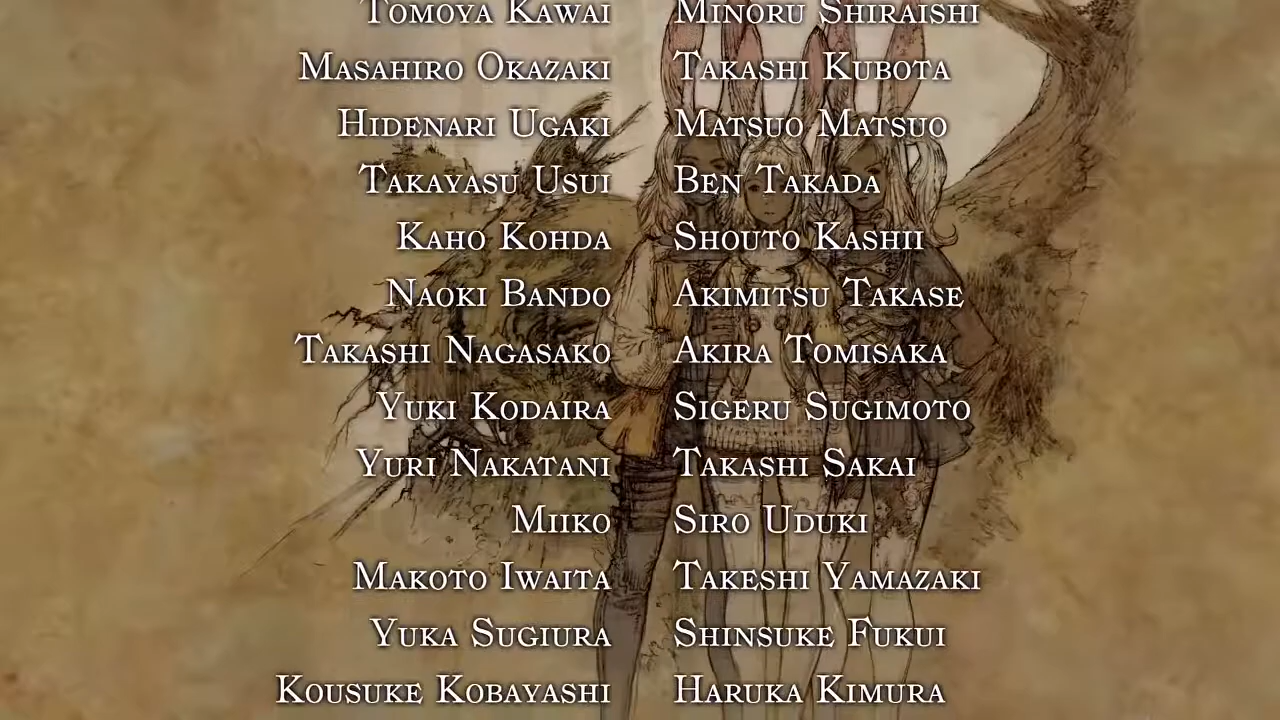 Tomoya Kawai Minoru Shiraishi
Masahiro Okazaki Takashi Kubota
Hidenari Ugaki Matsuo Matsuo
Takayasu Usui Ben Takada
Kaho Kohda Shouto Kashii
Naoki Bando Akimitsu Takase
Takashi Nagasako Akira Tomisaka
Yuki Kodaira Sigeru Sugimoto
Yuri Nakatani Takashi Sakai
Miiko Siro Uduki
Makoto Iwaita Takeshi Yamazaki
Yuka Sugiura Shinsuke Fukui
Kousuke Kobayashi Haruka Kimura